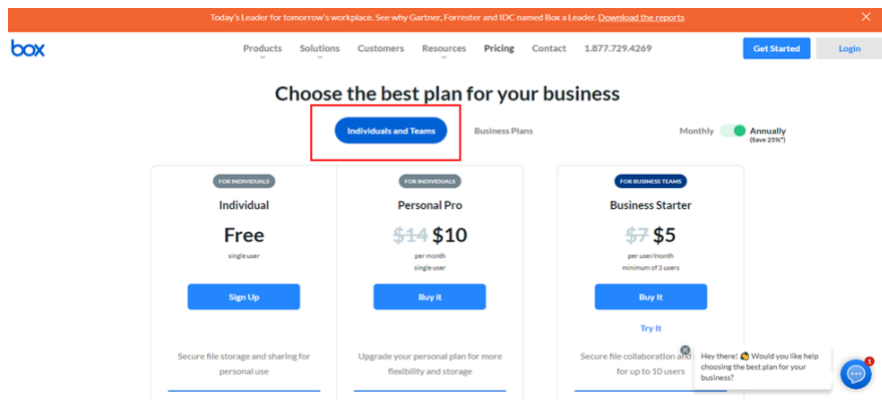 Today's Leader for tomorrow's workplace. See why Gartner, Forrester and IDC named Box a Leader. Download the reports
box
Products Solutions Customers Resources Pricing Contact 1.877.729.4269 Get Started Login
Choose the best plan for your business
Individuals and Teams Business Plans Monthly Annually
(Save 25%*)
FOR INDIVIDUALS FOR INDIVIDUALS FOR BUSINESS TEAMS
Individual Personal Pro Business Starter
Free $14 $10 $7 $5
single user per month per user/month
single user minimum of 3 users
Sign Up Buy it Buy It
Try It
Secure file storage and sharing for Upgrade your personal plan for more Secure file collaboration and
personal use flexibility and storage for up to 10 users
Hey there! Would you like help
choosing the best plan for your
business?
1